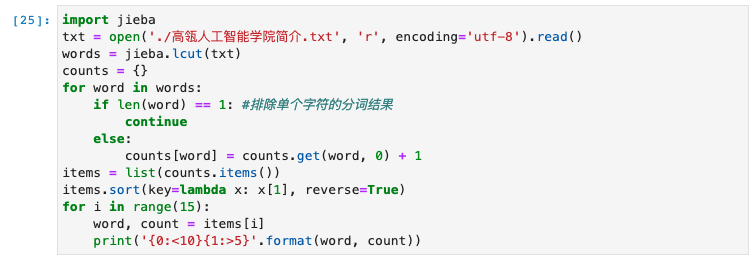 [25]: import jieba
txt = open('./高瓴人工智能学院简介.txt', 'r', encoding='utf-8').read()
words = jieba.lcut(txt)
counts = {}
for word in words:
    if len(word) == 1: #排除单个字符的分词结果
        continue
    else:
        counts[word] = counts.get(word, 0) + 1
items = list(counts.items())
items.sort(key=lambda x: x[1], reverse=True)
for i in range(15):
    word, count = items[i]
    print('{0:<10}{1:>5}'.format(word, count))